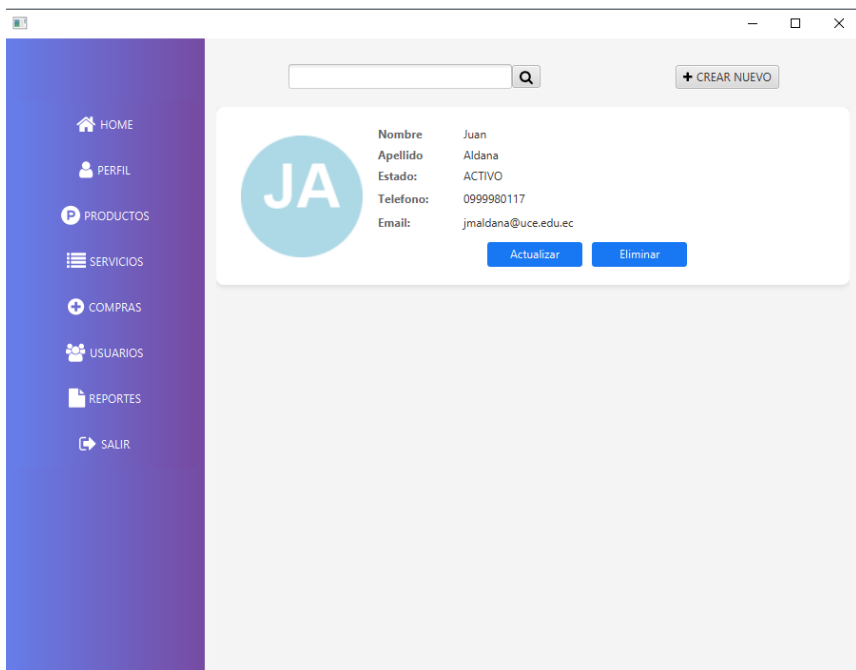 CREAR NUEVO
HOME
PERFIL
P PRODUCTOS
SERVICIOS
COMPRAS
USUARIOS
REPORTES
SALIR
JA
Nombre Juan
Apellido Aldana
Estado: ACTIVO
Telefono: 0999980117
Email: jmaldana@uce.edu.ec
Actualizar Eliminar